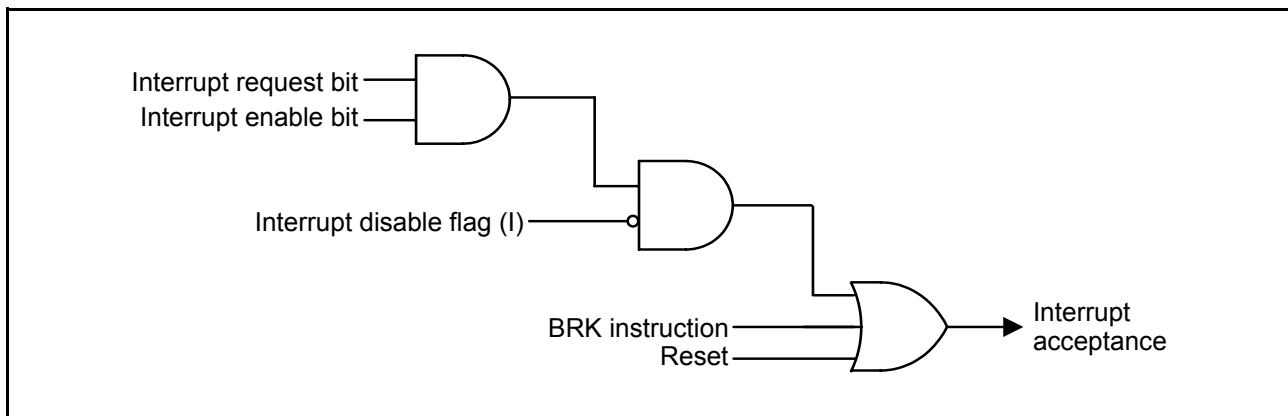 Interrupt request bit
Interrupt enable bit
Interrupt disable flag (I)
BRK instruction
Reset
Interrupt
acceptance